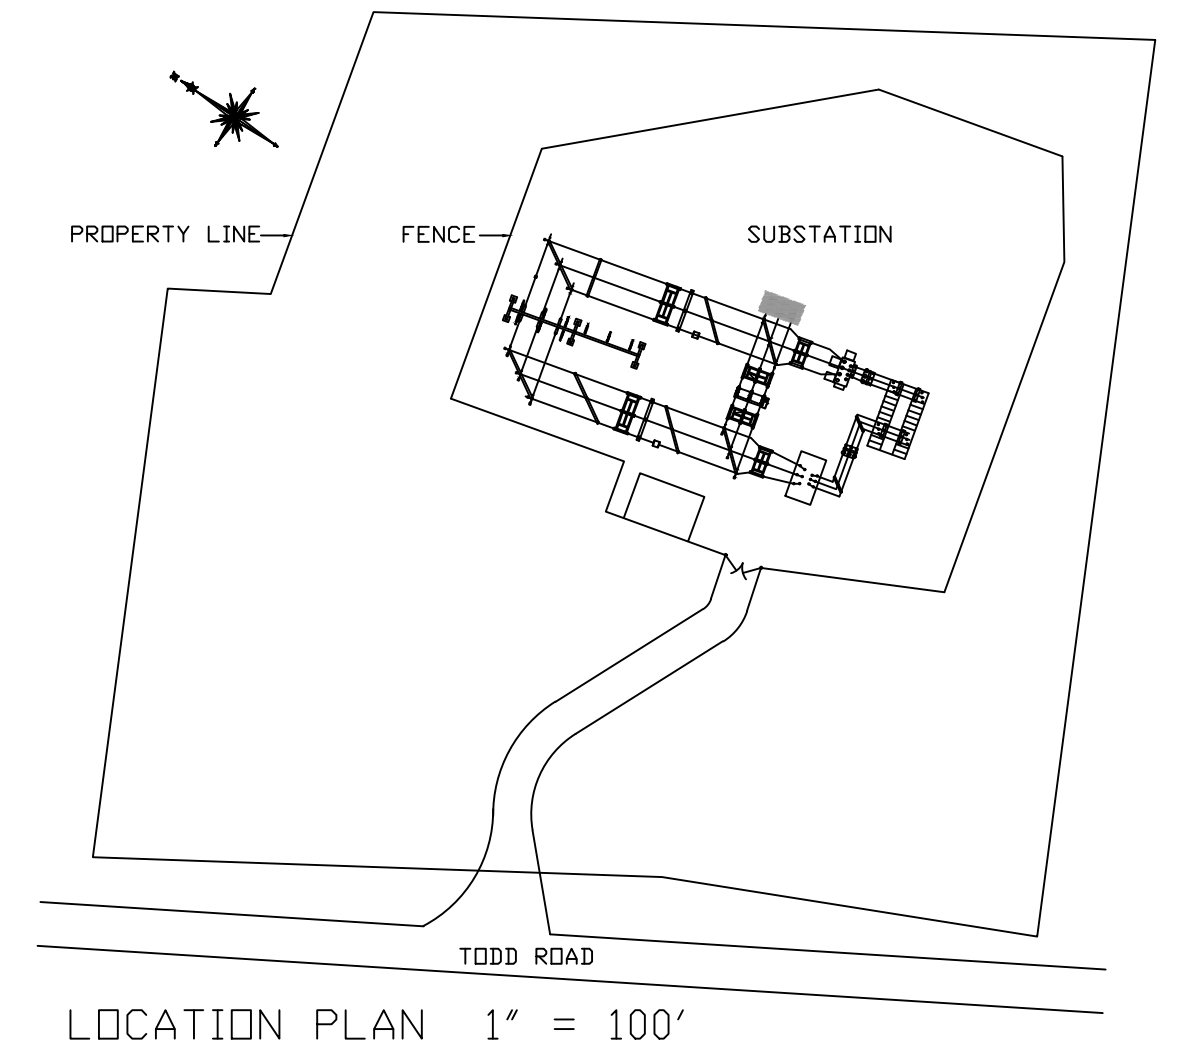 PROPERTY LINE
FENCE
SUBSTATION
TODD ROAD
LOCATION PLAN 1" = 100'